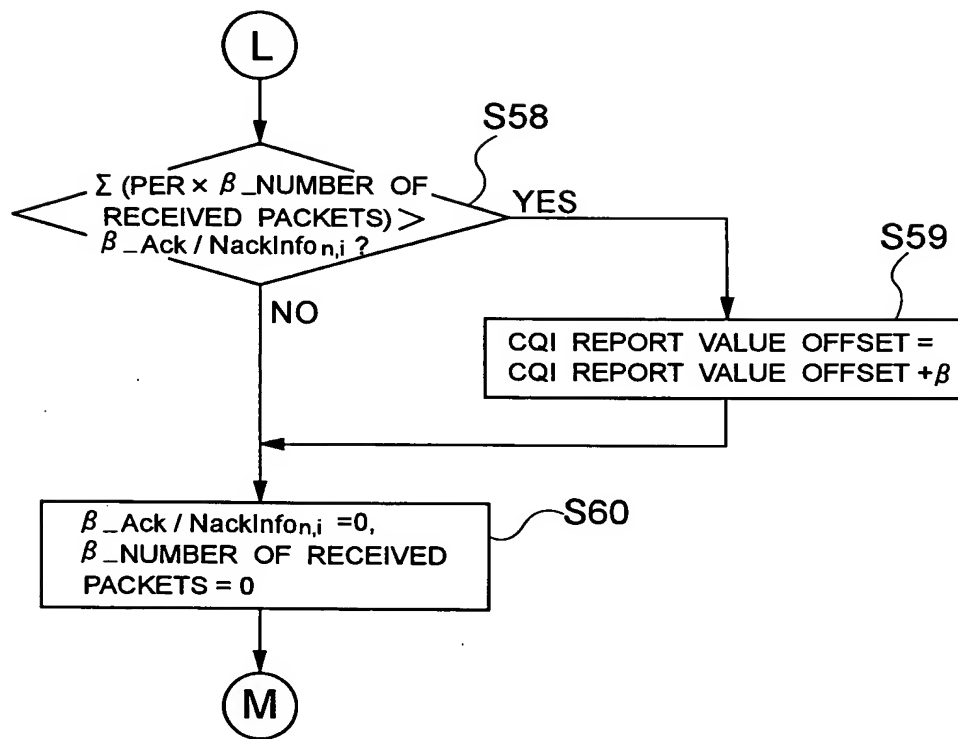 L
S58
Σ (PER × β_NUMBER OF
RECEIVED PACKETS) >
β_Ack / NackInfon,i ?
YES
S59
NO
CQI REPORT VALUE OFFSET =
CQI REPORT VALUE OFFSET +β
S60
β_Ack / NackInfon,i =0,
β_NUMBER OF RECEIVED
PACKETS = 0
M